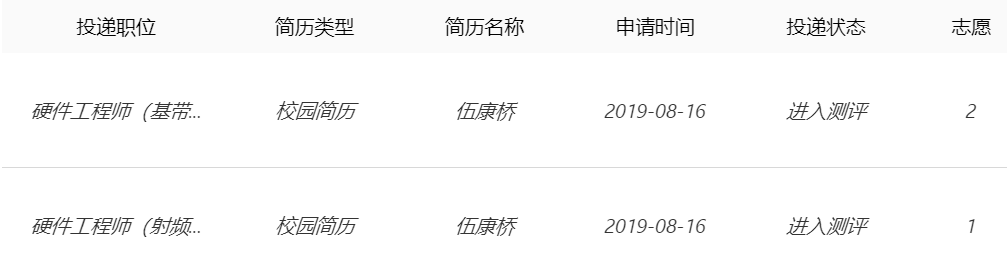 投递职位 简历类型 简历名称 申请时间 投递状态 志愿
硬件工程师（基带... 校园简历 伍康桥 2019-08-16 进入测评 2
硬件工程师（射频... 校园简历 伍康桥 2019-08-16 进入测评 1